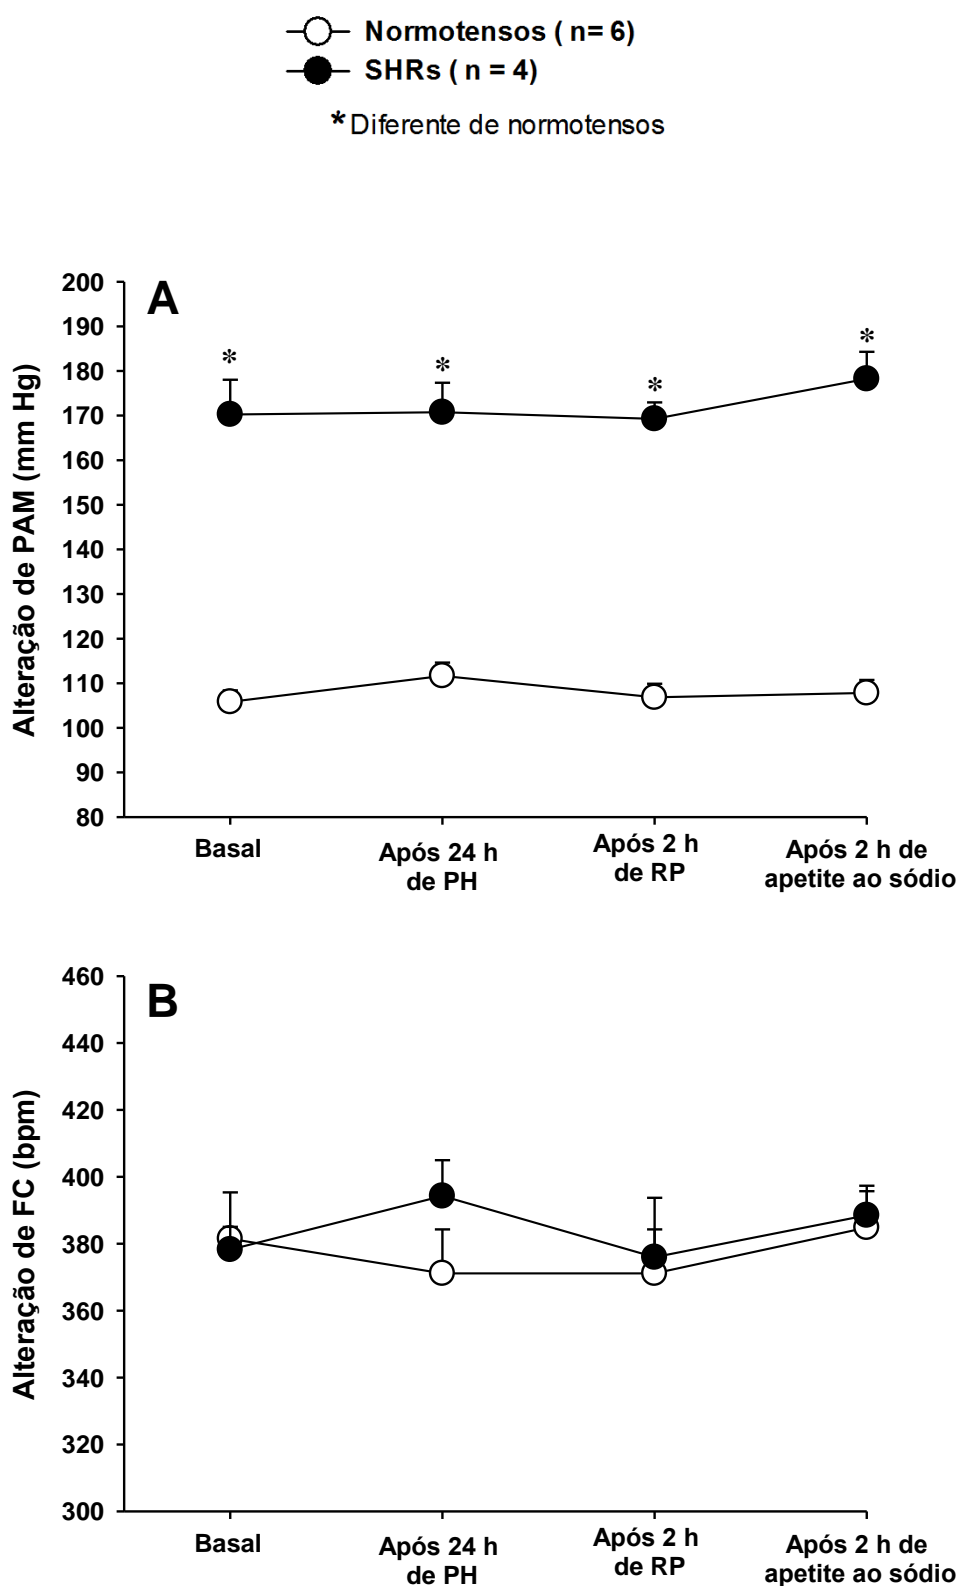 Normotensos ( n= 6)
SHRs ( n = 4)
* Diferente de normotensos
A
Alteração de PAM (mm Hg)
200
190
180
170
160
150
140
130
120
110
100
90
80
* * * *
Basal
Após 24 h
de PH
Após 2 h
de RP
Após 2 h de
apetite ao sódio
B
Alteração de FC (bpm)
460
440
420
400
380
360
340
320
300
Basal
Após 24 h
de PH
Após 2 h
de RP
Após 2 h de
apetite ao sódio